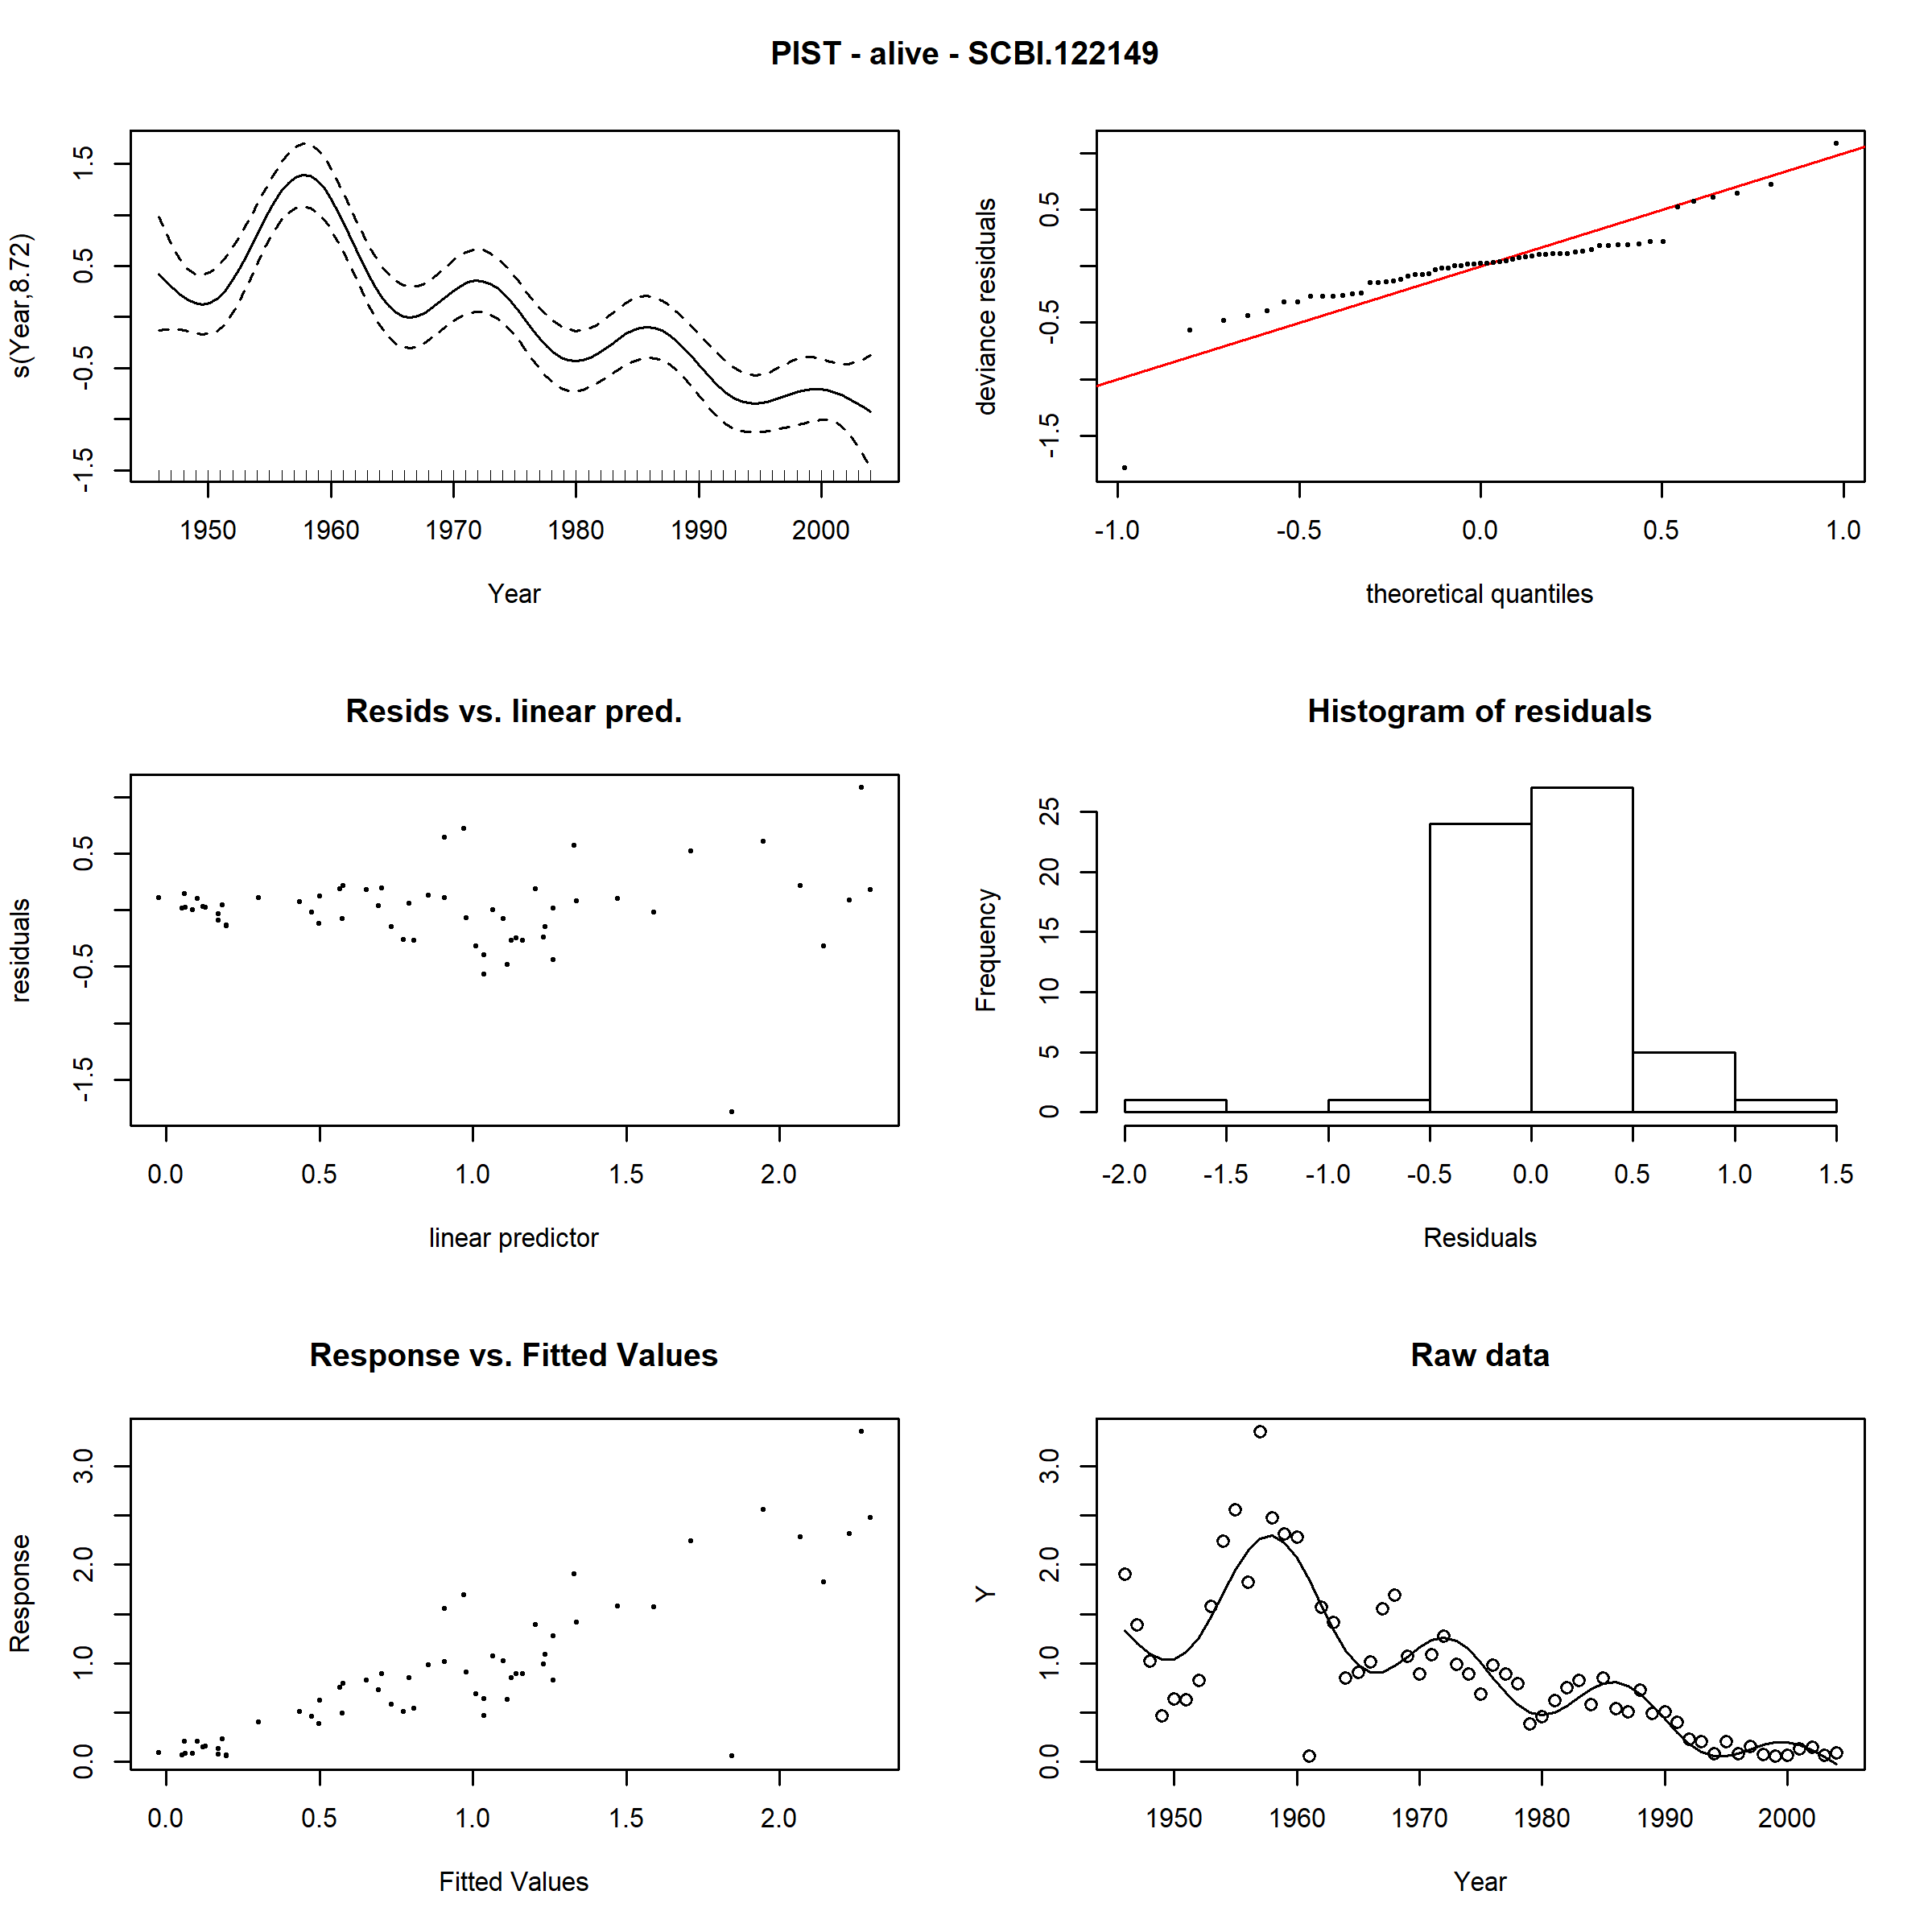 PIST - alive - SCBI.122149
s(Year,8.72)
-1.5 -0.5 0.5 1.5
1950 1960 1970 1980 1990 2000
Year
deviance residuals
-1.5 -0.5 0.5
-1.0 -0.5 0.0 0.5 1.0
theoretical quantiles
Resids vs. linear pred.
residuals
-1.5 -0.5 0.5
0.0 0.5 1.0 1.5 2.0
linear predictor
Histogram of residuals
Frequency
0 5 10 15 20 25
-2.0 -1.5 -1.0 -0.5 0.0 0.5 1.0 1.5
Residuals
Response vs. Fitted Values
Response
0.0 1.0 2.0 3.0
0.0 0.5 1.0 1.5 2.0
Fitted Values
Raw data
Y
0.0 1.0 2.0 3.0
1950 1960 1970 1980 1990 2000
Year